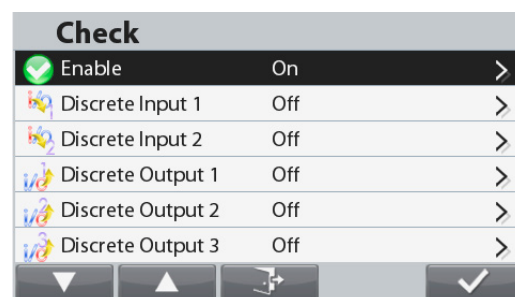 Check
Enable On
Discrete Input 1 Off
Discrete Input 2 Off
Discrete Output 1 Off
Discrete Output 2 Off
Discrete Output 3 Off